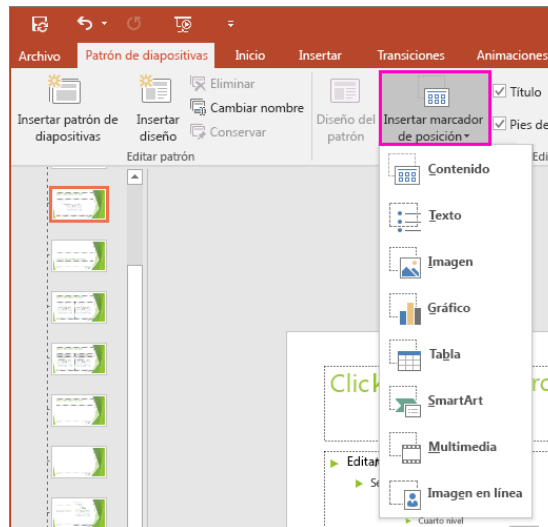 Archivo Patrón de diapositivas Inicio Insertar Transiciones Animaciones
Eliminar
Cambiar nombre
Conservar
Insertar patrón de
diapositivas
Insertar
diseño
Editar patrón
Diseño del
patrón
Insertar marcador
de posición
Título
Pies de
Edi
Contenido
Texto
Imagen
Gráfico
Tabla
SmartArt
Multimedia
Imagen en línea
Click
Editar
Se
Cuarto nivel